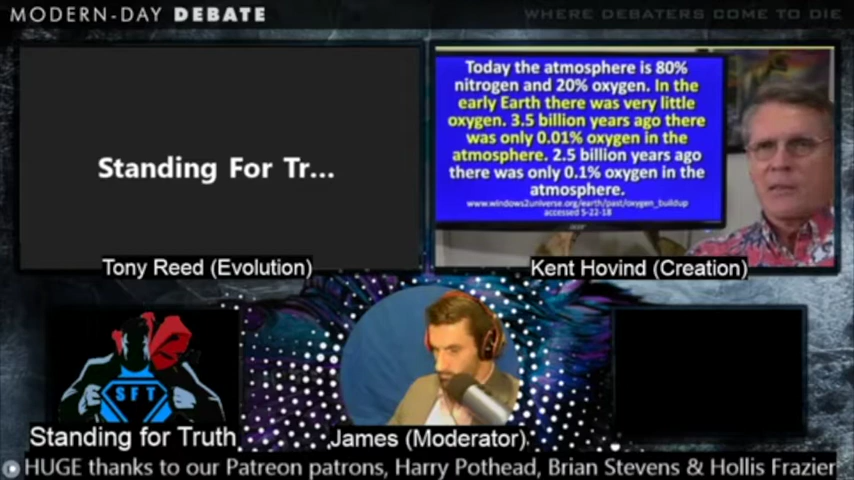 MODERN-DAY DEBATE
WHERE DEBATERS COME TO DIE
Standing For Tr...
Tony Reed (Evolution)
Today the atmosphere is 80%
nitrogen and 20% oxygen. In the
early Earth there was very little
oxygen. 3.5 billion years ago there
was only 0.01% oxygen in the
atmosphere. 2.5 billion years ago
there was only 0.1% oxygen in the
atmosphere.
www.windows2universe.org/earth/past/oxygen_buildup
accessed 5-22-18
acer
Kent Hovind (Creation)
SFT
Standing for Truth
James (Moderator)
HUGE thanks to our Patreon patrons, Harry Pothead, Brian Stevens & Hollis Frazier